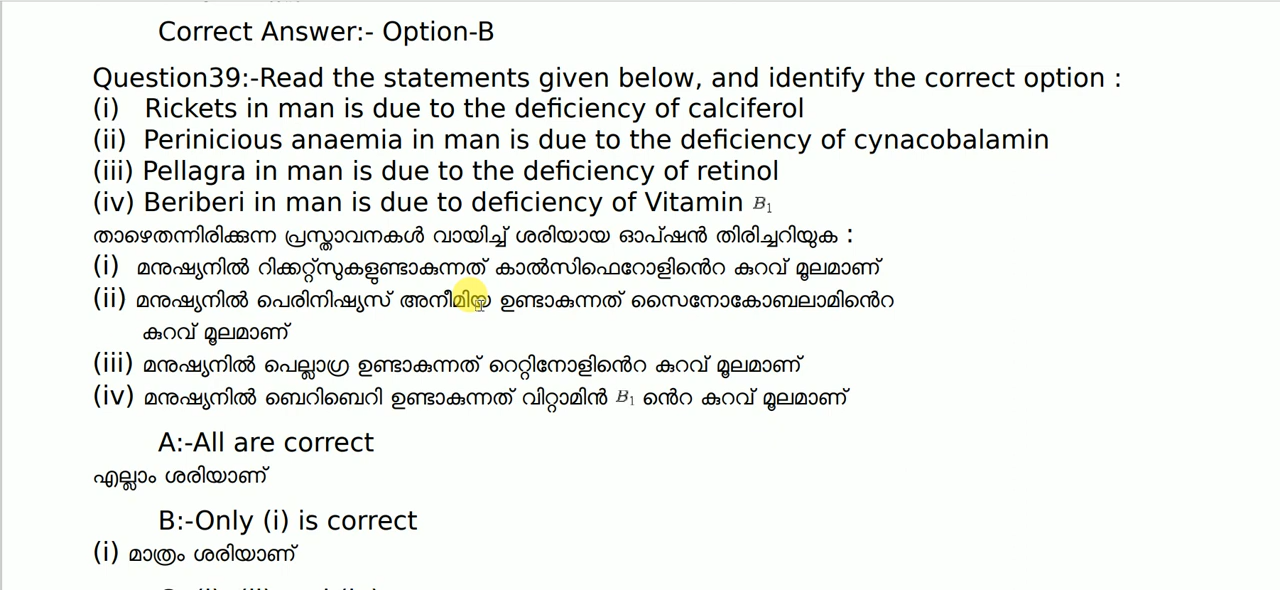 Correct Answer:- Option-B
Question39:-Read the statements given below, and identify the correct option :
(i) Rickets in man is due to the deficiency of calciferol
(ii) Perinicious anaemia in man is due to the deficiency of cynacobalamin
(iii) Pellagra in man is due to the deficiency of retinol
(iv) Beriberi in man is due to deficiency of Vitamin B₁
താഴെതന്നിരിക്കുന്ന പ്രസ്താവനകൾ വായിച്ച് ശരിയായ ഓപ്ഷൻ തിരിച്ചറിയുക :
(i) മനുഷ്യനിൽ റിക്കറ്റ്സുകളുണ്ടാകുന്നത് കാൽസിഫെറോളിൻെറ കുറവ് മൂലമാണ്
(ii) മനുഷ്യനിൽ പെരിനിഷ്യസ് അനീമിയ ഉണ്ടാകുന്നത് സൈനോകോബലാമിൻെറ
കുറവ് മൂലമാണ്
(iii) മനുഷ്യനിൽ പെല്ലാഗ്ര ഉണ്ടാകുന്നത് റെറ്റിനോളിൻെറ കുറവ് മൂലമാണ്
(iv) മനുഷ്യനിൽ ബെറിബെറി ഉണ്ടാകുന്നത് വിറ്റാമിൻ B₁ ൻെറ കുറവ് മൂലമാണ്
A:-All are correct
എല്ലാം ശരിയാണ്
B:-Only (i) is correct
(i) മാത്രം ശരിയാണ്